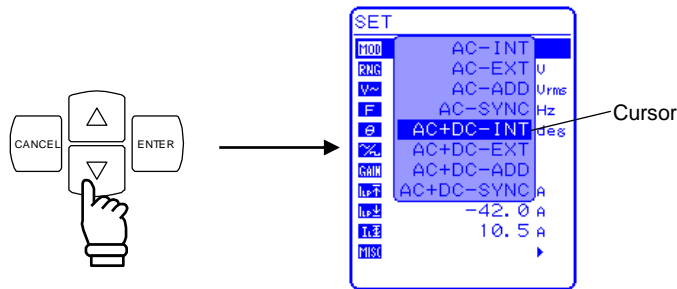 SET
MOD AC-INT
RNG AC-EXT V
V~ AC-ADD Vrms
F AC-SYNC Hz
θ AC+DC-INT deg
AC+DC-EXT
GAIN AC+DC-ADD
AC+DC-SYNC A
-42.0 A
10.5 A
MISC
Cursor
CANCEL
ENTER